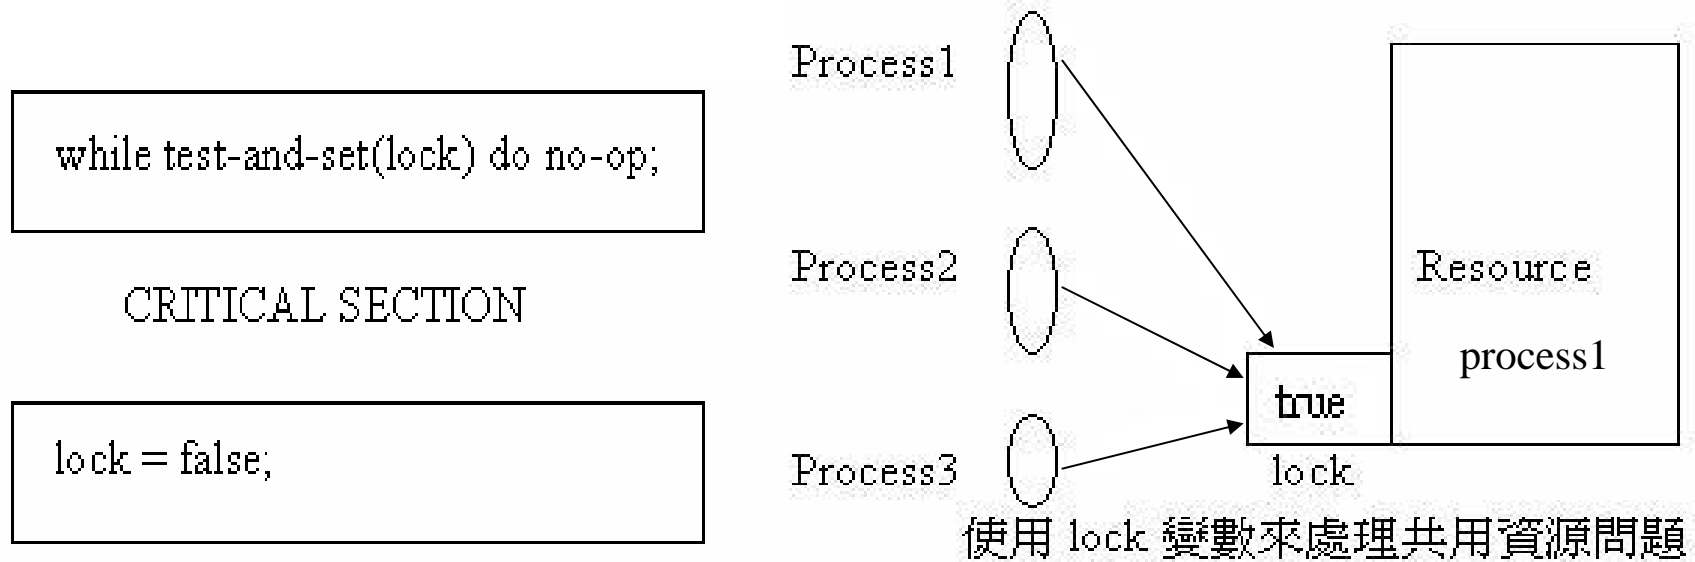 while test-and-set(lock) do no-op;
CRITICAL SECTION
lock = false;
Process1
Process2
Process3
Resource
process1
true
lock
使用 lock 變數來處理共用資源問題